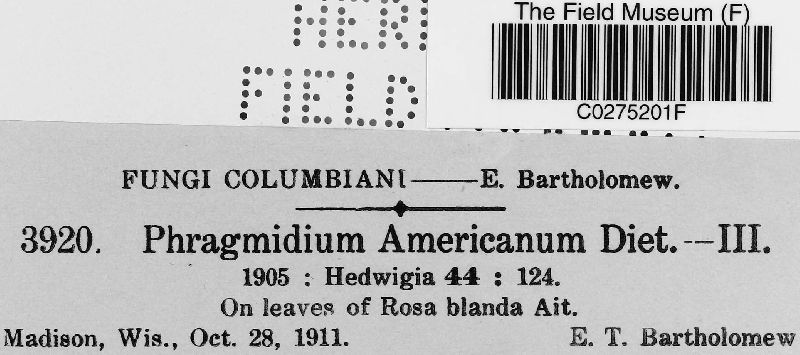 HERB
FIELD
The Field Museum (F)
C0275201F
FUNGI COLUMBIANI — E. Bartholomew.
3920. Phragmidium Americanum Diet. — III.
1905 : Hedwigia 44 : 124.
On leaves of Rosa blanda Ait.
Madison, Wis., Oct. 28, 1911. E. T. Bartholomew